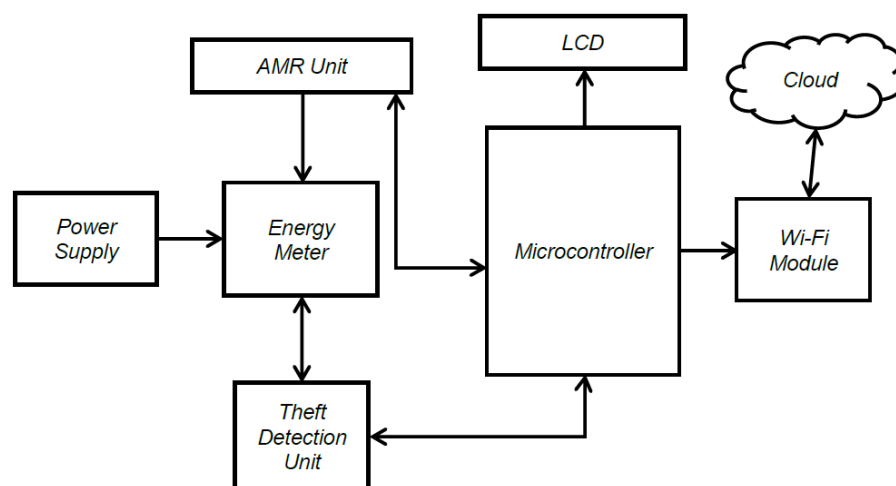 AMR Unit
LCD
Cloud
Power
Supply
Energy
Meter
Microcontroller
Wi-Fi
Module
Theft
Detection
Unit